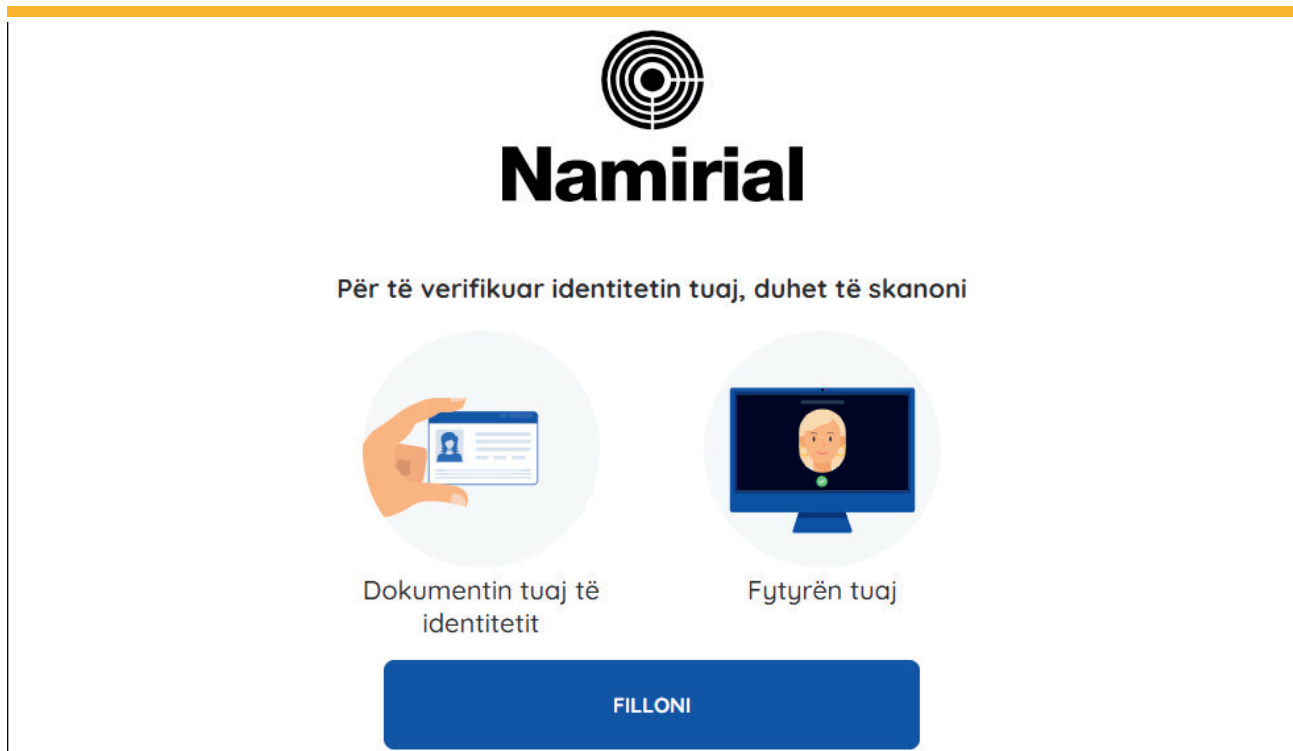 Namirial
Për të verifikuar identitetin tuaj, duhet të skanoni
Dokumentin tuaj të
identitetit
Fytyrën tuaj
FILLONI